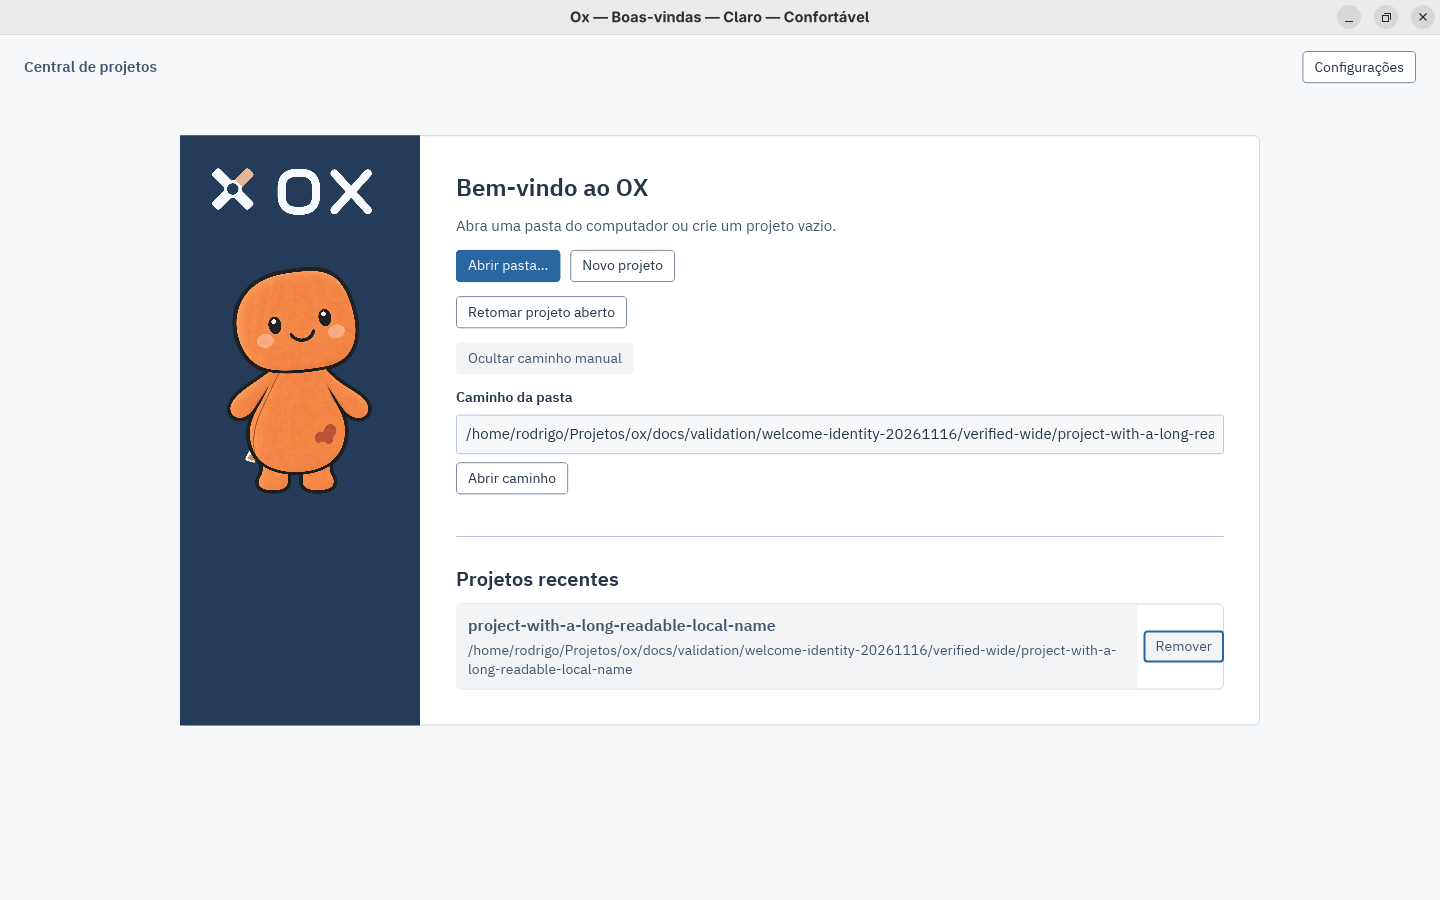 Ox — Boas-vindas — Claro — Confortável
Central de projetos
Configurações
OX
Bem-vindo ao OX
Abra uma pasta do computador ou crie um projeto vazio.
Abrir pasta...
Novo projeto
Retomar projeto aberto
Ocultar caminho manual
Caminho da pasta
/home/rodrigo/Projetos/ox/docs/validation/welcome-identity-20261116/verified-wide/project-with-a-long-rea
Abrir caminho
Projetos recentes
project-with-a-long-readable-local-name
/home/rodrigo/Projetos/ox/docs/validation/welcome-identity-20261116/verified-wide/project-with-a-
long-readable-local-name
Remover